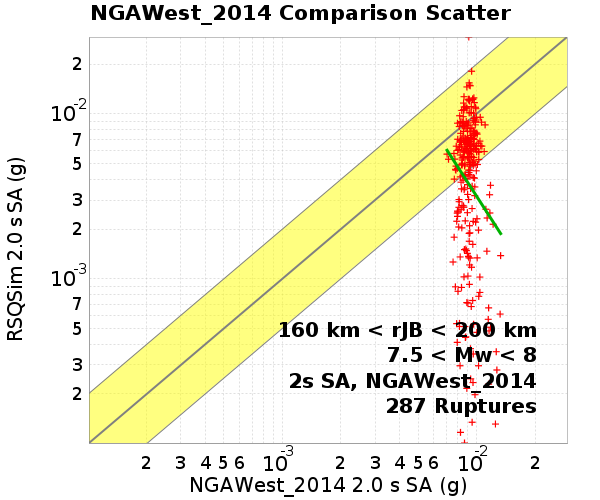 NGAWest_2014 Comparison Scatter
RSQSim 2.0 s SA (g)
2
10-2
7
5
3
2
10-3
7
5
3
2
160 km < rJB < 200 km
7.5 < Mw < 8
2s SA, NGAWest_2014
287 Ruptures
2 3 4 5 6 10-3 2 3 4 5 6 10-2 2
NGAWest_2014 2.0 s SA (g)